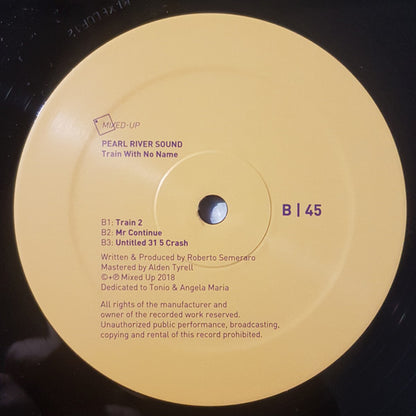 MIXED-UP
PEARL RIVER SOUND
Train With No Name
B | 45
B1: Train 2
B2: Mr Continue
B3: Untitled 31 5 Crash
Written & Produced by Roberto Semeraro
Mastered by Alden Tyrell
©+℗ Mixed Up 2018
Dedicated to Tonio & Angela Maria
All rights of the manufacturer and
owner of the recorded work reserved.
Unauthorized public performance, broadcasting,
copying and rental of this record prohibited.